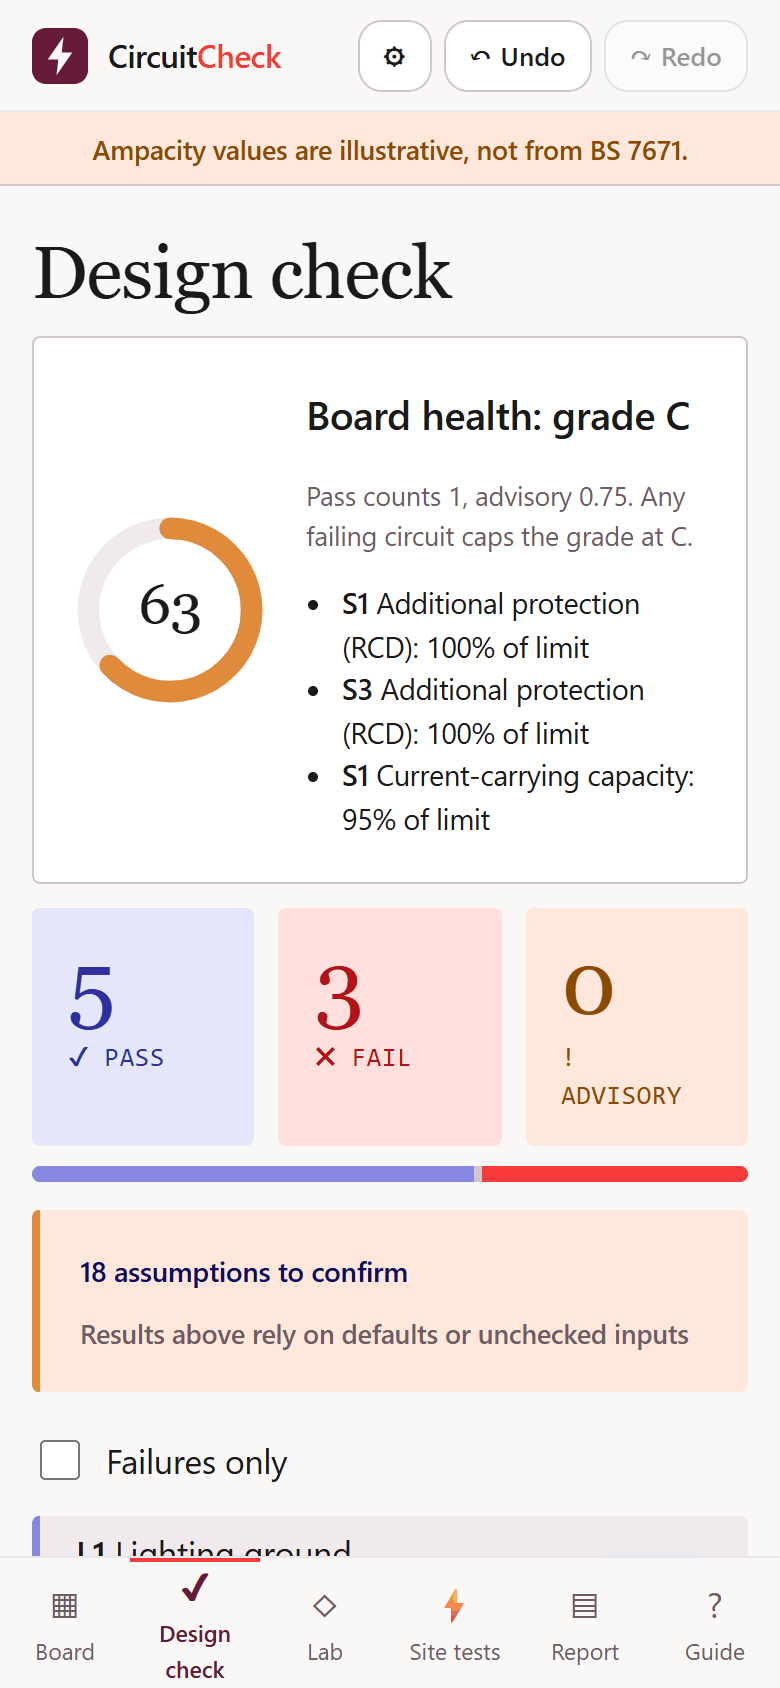 CircuitCheck
Undo
Redo
Ampacity values are illustrative, not from BS 7671.
Design check
63
Board health: grade C
Pass counts 1, advisory 0.75. Any
failing circuit caps the grade at C.
• S1 Additional protection
(RCD): 100% of limit
• S3 Additional protection
(RCD): 100% of limit
• S1 Current-carrying capacity:
95% of limit
5
✓ PASS
3
✕ FAIL
0
!
ADVISORY
18 assumptions to confirm
Results above rely on defaults or unchecked inputs
Failures only
L1 Lighting ground
Board
Design
check
Lab
Site tests
Report
?
Guide